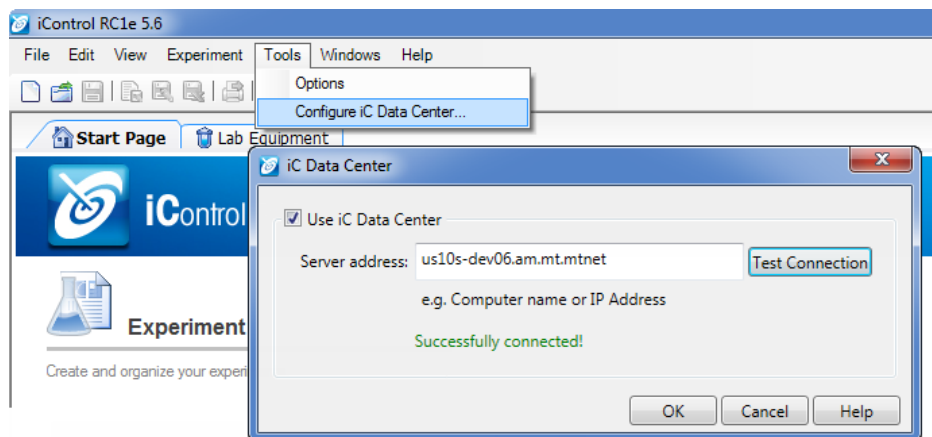 iControl RC1e 5.6
File Edit View Experiment Tools Windows Help
Options
Configure iC Data Center...
Start Page Lab Equipment
iC Data Center
iControl
Use iC Data Center
Server address: us10s-dev06.am.mt.mtnet Test Connection
e.g. Computer name or IP Address
Experiment
Successfully connected!
Create and organize your experi
OK Cancel Help